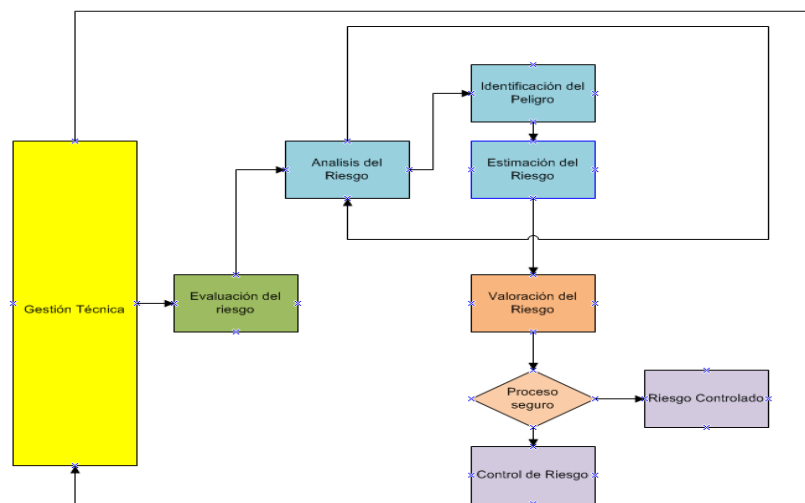 Identificación del
Peligro
Analisis del
Riesgo
Estimación del
Riesgo
Gestión Técnica
Evaluación del
riesgo
Valoración del
Riesgo
Proceso
seguro
Riesgo Controlado
Control de Riesgo